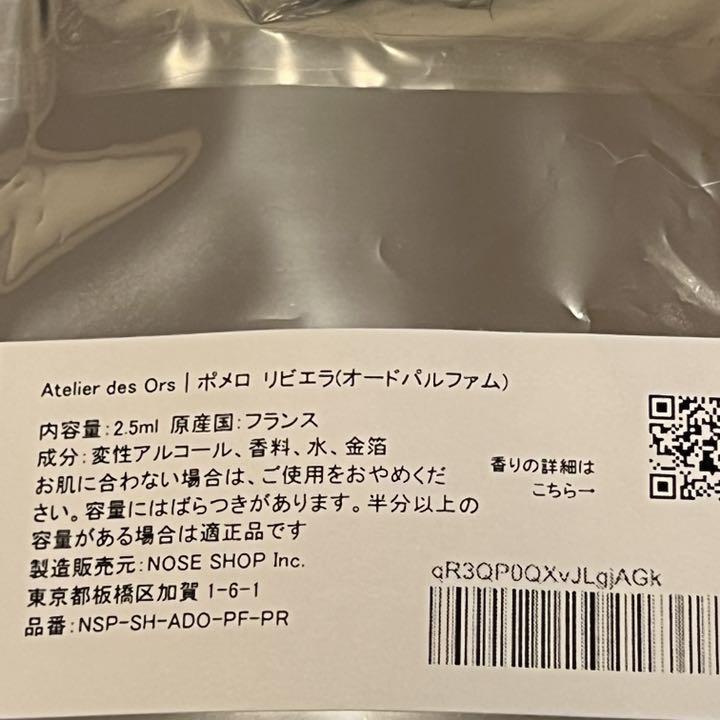 Atelier des Ors | ポメロ リビエラ(オードパルファム)
内容量:2.5ml 原産国:フランス
成分:変性アルコール、香料、水、金箔
お肌に合わない場合は、ご使用をおやめくだ
さい。容量にはばらつきがあります。半分以上の
容量がある場合は適正品です
製造販売元:NOSE SHOP Inc.
東京都板橋区加賀 1-6-1
品番:NSP-SH-ADO-PF-PR
香りの詳細は
こちら→
qR3QP0QXvJLgjAGk